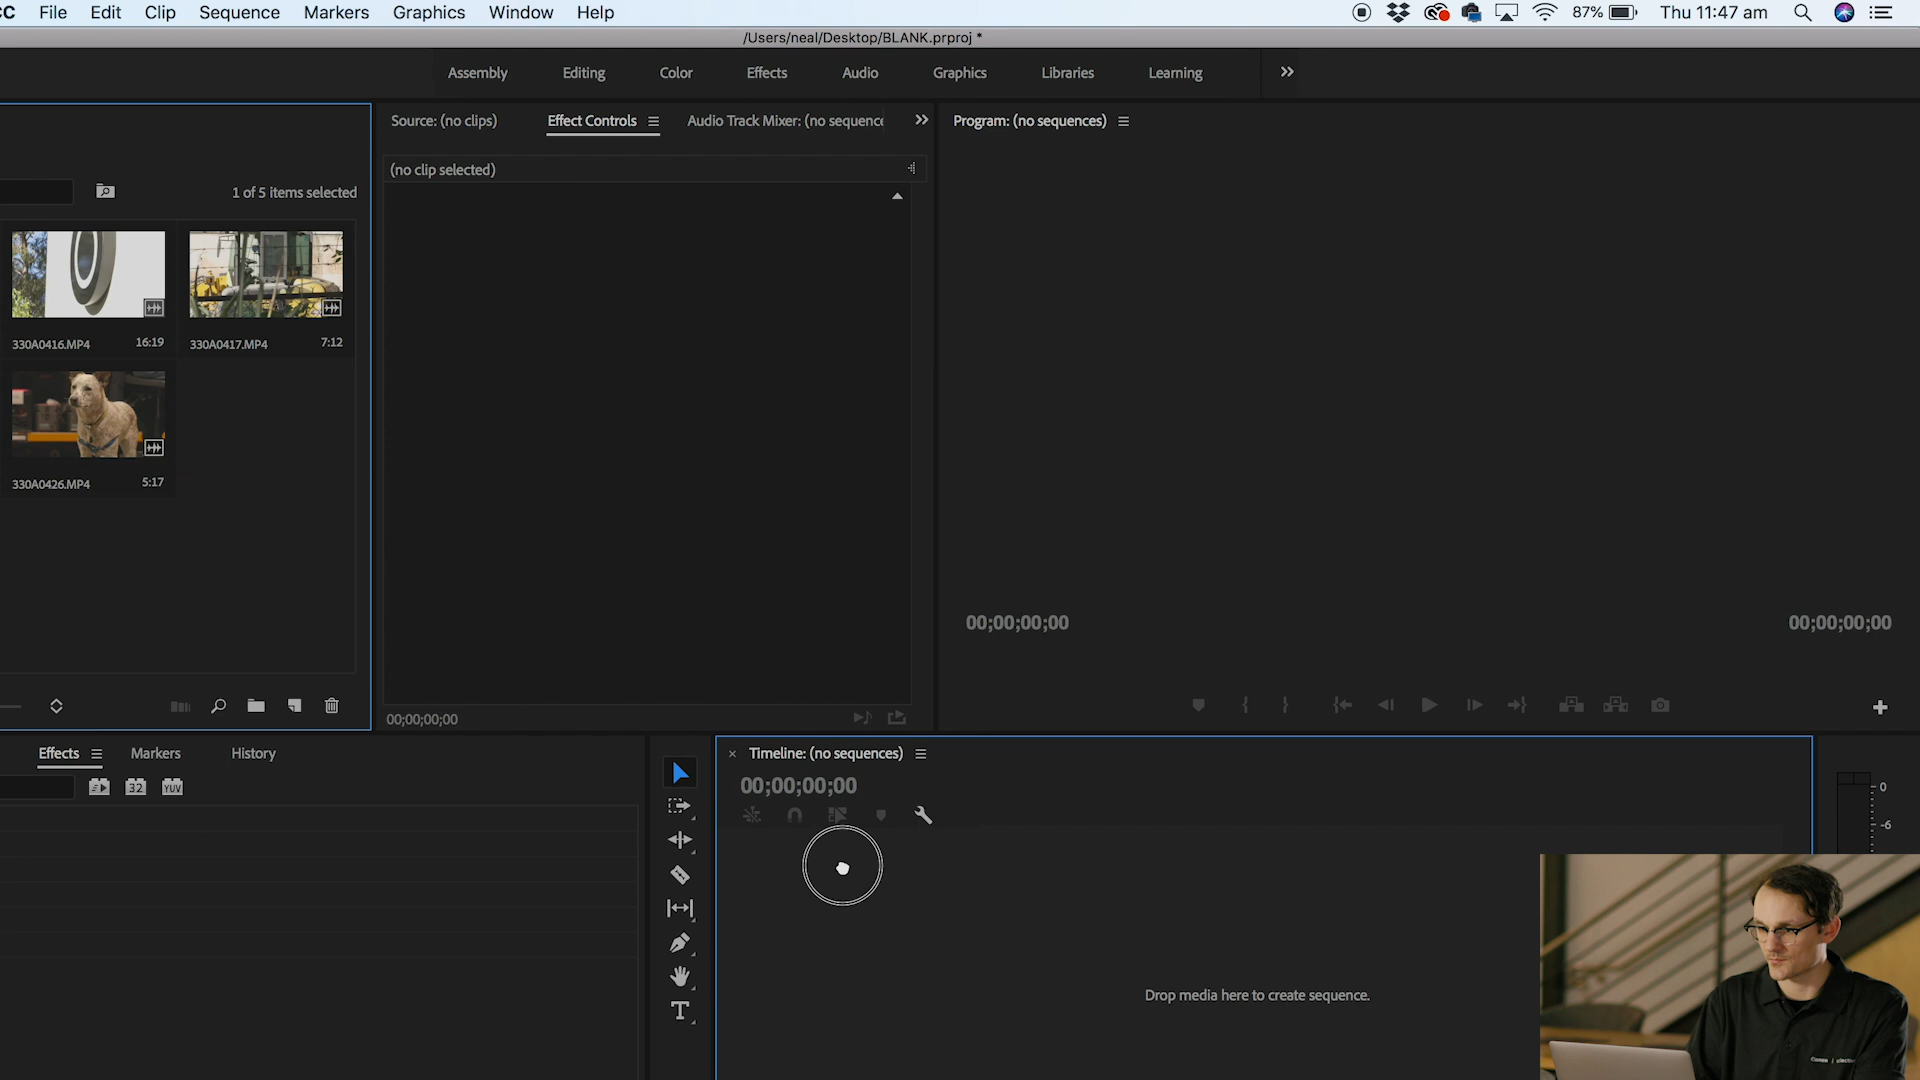 CC File Edit Clip Sequence Markers Graphics Window Help 87% Thu 11:47 am
/Users/neal/Desktop/BLANK.prproj *
Assembly Editing Color Effects Audio Graphics Libraries Learning
Source: (no clips) Effect Controls Audio Track Mixer: (no sequence Program: (no sequences)
(no clip selected)
1 of 5 items selected
330A0416.MP4 16:19 330A0417.MP4 7:12
330A0426.MP4 5:17
00;00;00;00 00;00;00;00
00;00;00;00
Effects Markers History
32 YUV
Timeline: (no sequences)
00;00;00;00
0
-6
Drop media here to create sequence.
T